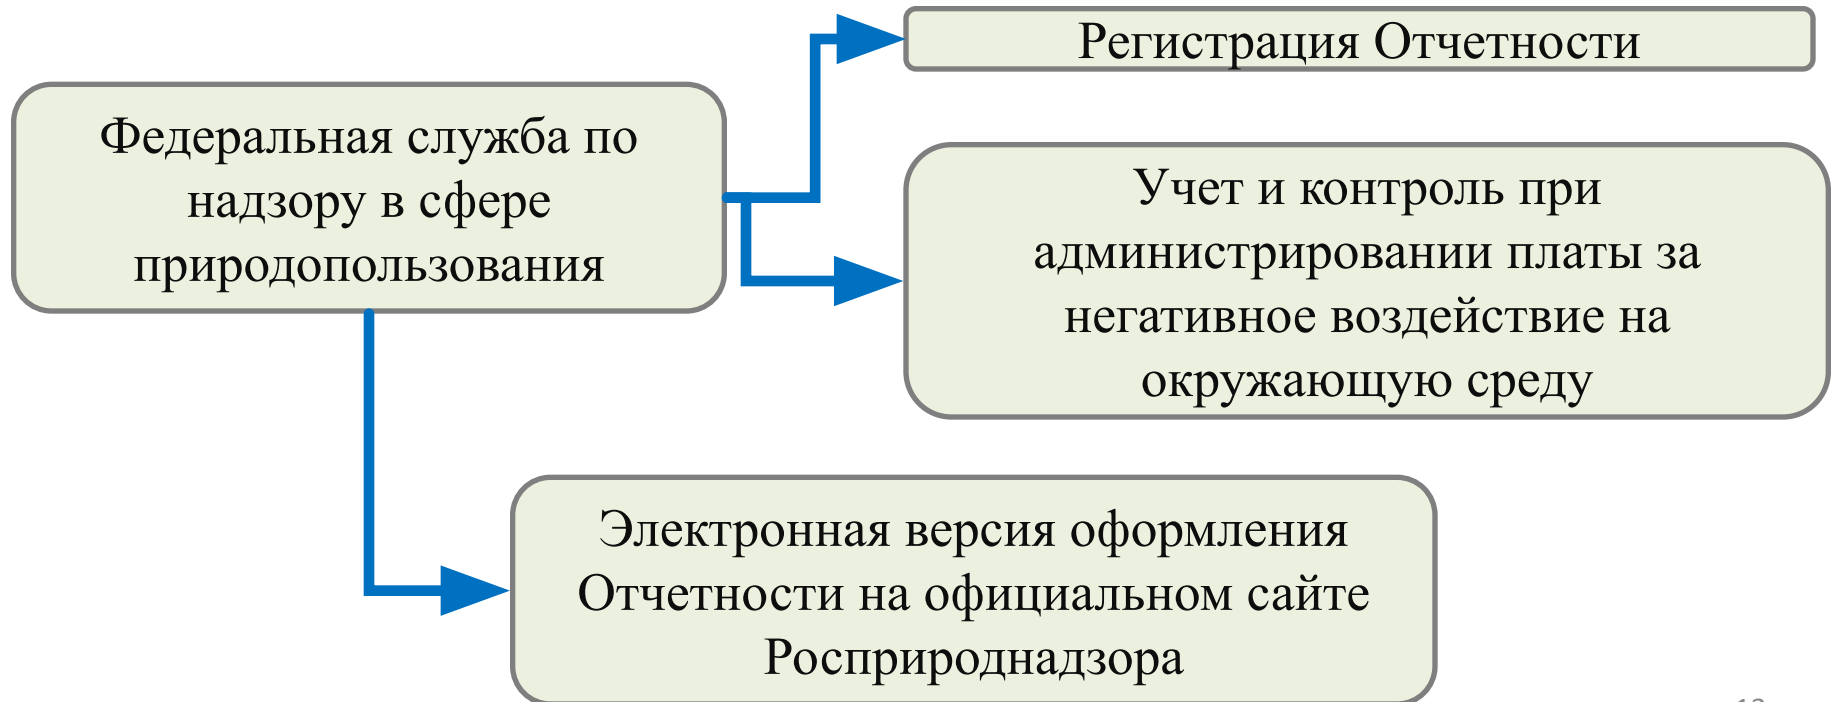 Регистрация Отчетности
Федеральная служба по
надзору в сфере
природопользования
Учет и контроль при
администрировании платы за
негативное воздействие на
окружающую среду
Электронная версия оформления
Отчетности на официальном сайте
Росприроднадзора